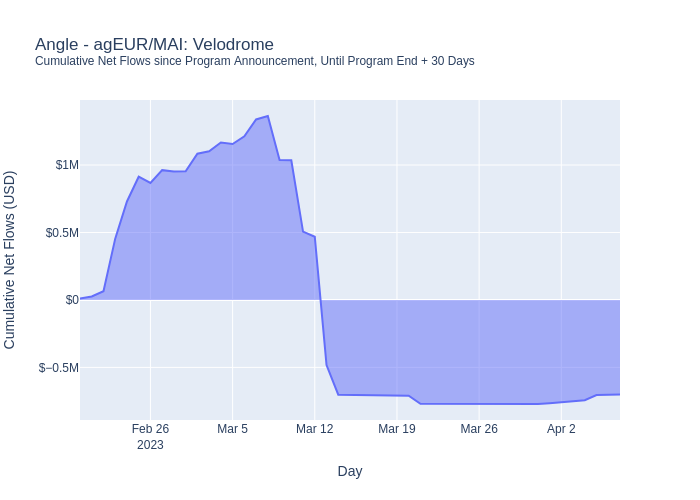 Angle - agEUR/MAI: Velodrome
Cumulative Net Flows since Program Announcement, Until Program End + 30 Days
Cumulative Net Flows (USD)
$1M
$0.5M
$0
$−0.5M
Feb 26
2023
Mar 5
Mar 12
Mar 19
Mar 26
Apr 2
Day